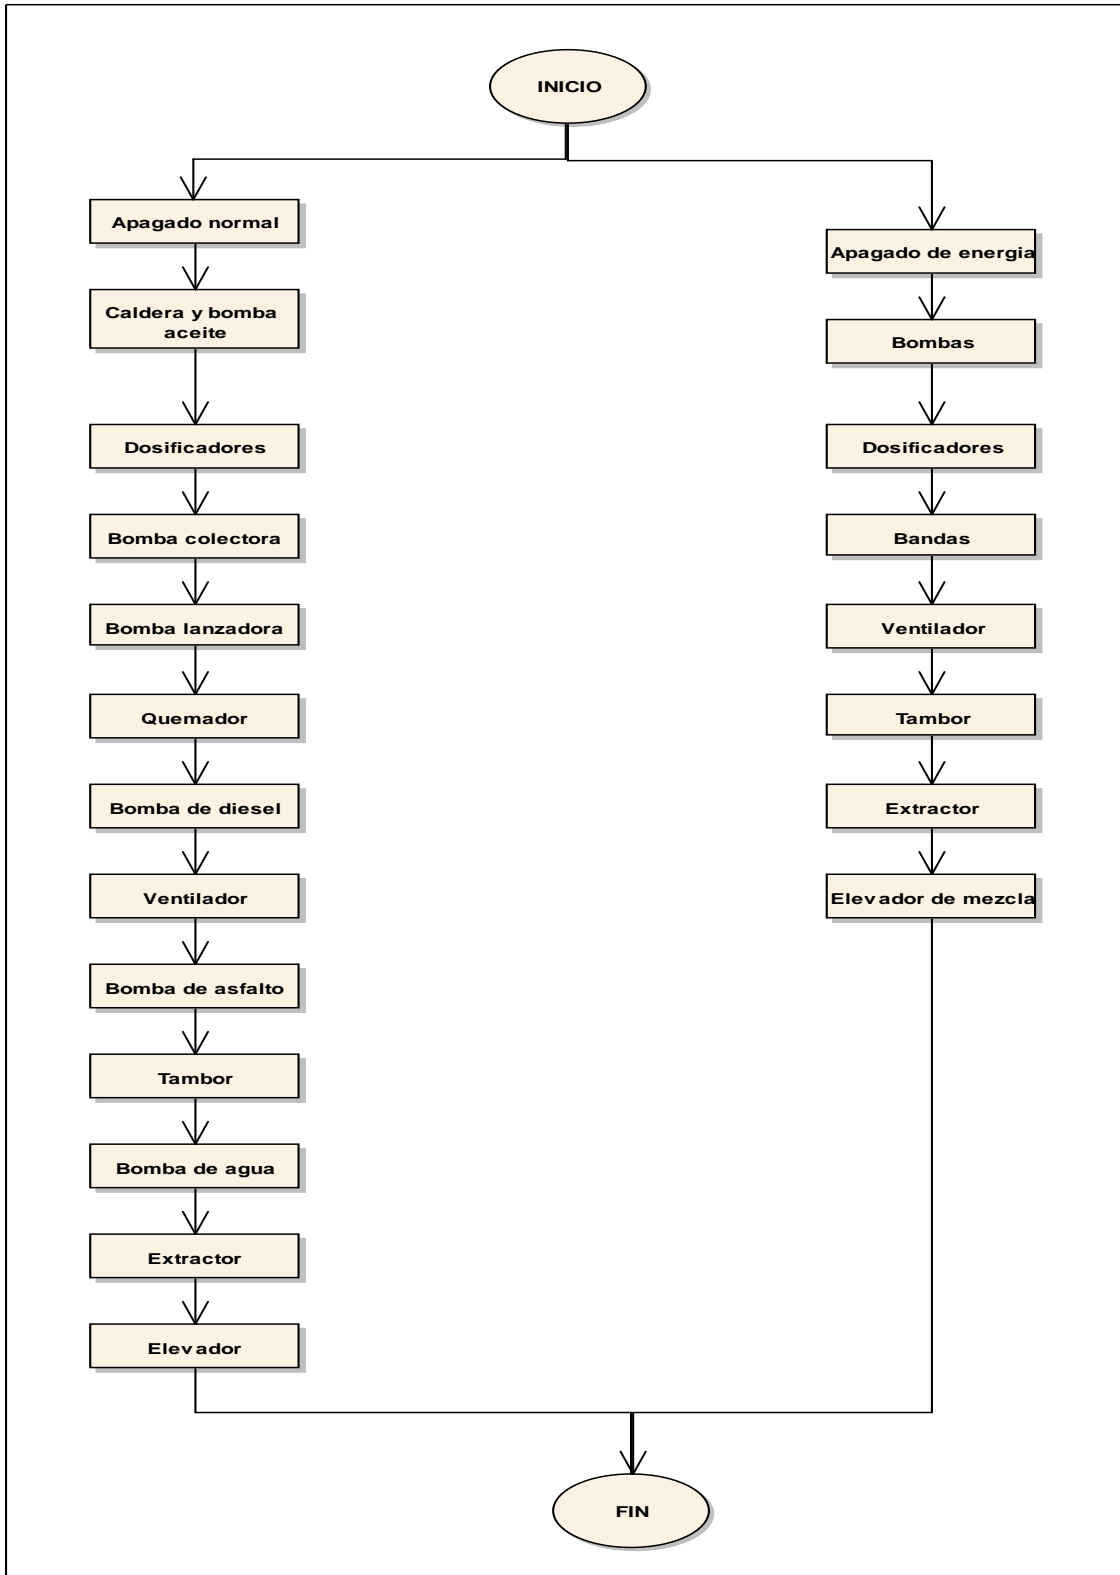 INICIO
Apagado normal
Caldera y bomba
aceite
Dosificadores
Bomba colectora
Bomba lanzadora
Quemador
Bomba de diesel
Ventilador
Bomba de asfalto
Tambor
Bomba de agua
Extractor
Elevador
Apagado de energia
Bombas
Dosificadores
Bandas
Ventilador
Tambor
Extractor
Elevador de mezcla
FIN